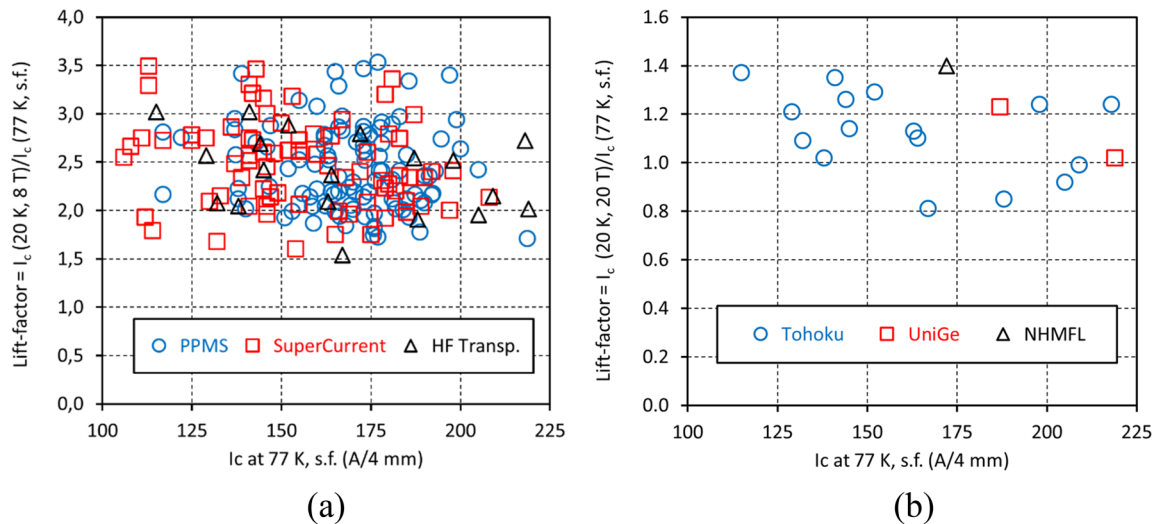 Lift-factor = Ic (20 K, 8 T)/Ic (77 K, s.f.)
4,0
3,5
3,0
2,5
2,0
1,5
1,0
0,5
0,0
PPMS SuperCurrent HF Transp.
100 125 150 175 200 225
Ic at 77 K, s.f. (A/4 mm)
(a)
Lift-factor = Ic (20 K, 20 T)/Ic (77 K, s.f.)
1.6
1.4
1.2
1.0
0.8
0.6
0.4
0.2
0.0
Tohoku UniGe NHMFL
100 125 150 175 200 225
Ic at 77 K, s.f. (A/4 mm)
(b)